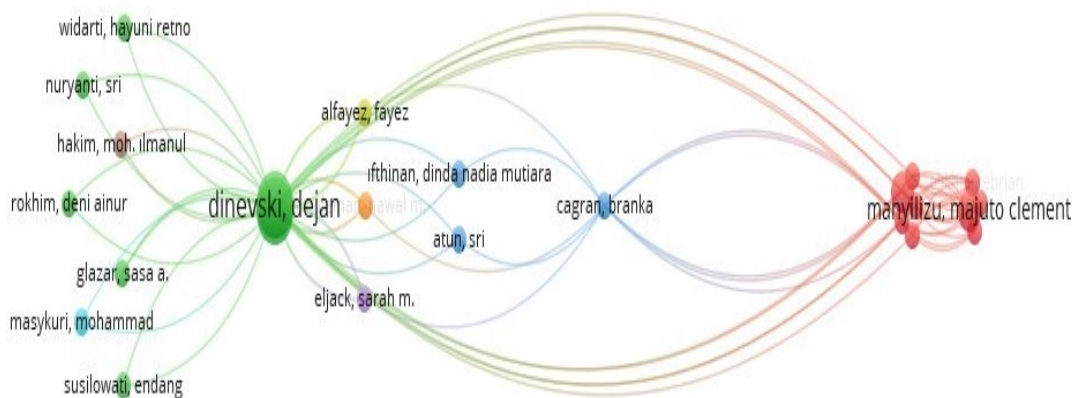 widarti, hayuni retno
nuryanti, sri
hakim, moh. ilmanul
rokhim, deni ainur
glazar, sasa a.
masykuri, mohammad
susilowati, endang
dinevski, dejan
alfayez, fayez
ifthinan, dinda nadia mutiara
nawal m.
atun, sri
eljack, sarah m.
cagran, branka
manyilizu, majuto clement